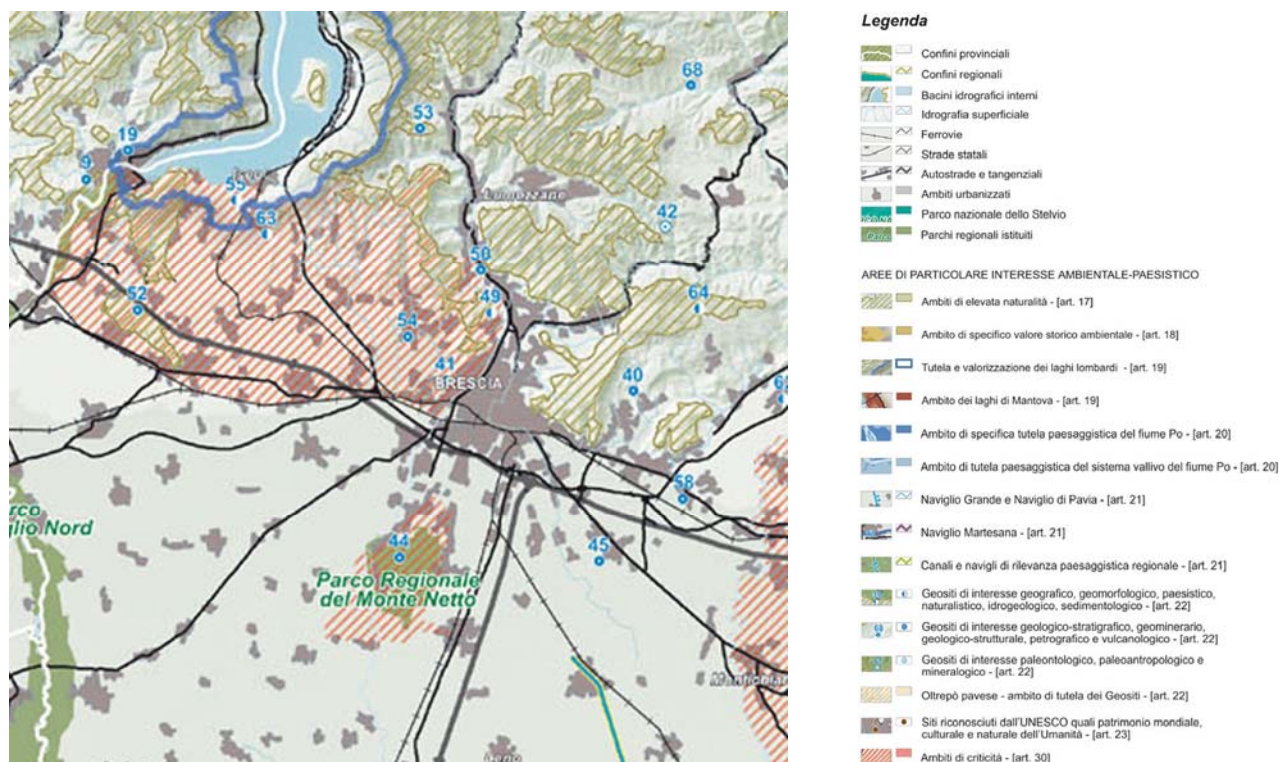 68
53
19
9
55
Lumezzane
42
63
50
52
49
64
54
41
BRESCIA
40
58
44
45
Parco Regionale
del Monte Netto
glio Nord
Leno
Legenda
Confini provinciali
Confini regionali
Bacini idrografici interni
Idrografia superficiale
Ferrovie
Strade statali
Autostrade e tangenziali
Ambiti urbanizzati
Parco nazionale dello Stelvio
Parchi regionali istituiti
AREE DI PARTICOLARE INTERESSE AMBIENTALE-PAESISTICO
Ambiti di elevata naturalità - [art. 17]
Ambito di specifico valore storico ambientale - [art. 18]
Tutela e valorizzazione dei laghi lombardi - [art. 19]
Ambito dei laghi di Mantova - [art. 19]
Ambito di specifica tutela paesaggistica del fiume Po - [art. 20]
Ambito di tutela paesaggistica del sistema vallivo del fiume Po - [art. 20]
Naviglio Grande e Naviglio di Pavia - [art. 21]
Naviglio Martesana - [art. 21]
Canali e navigli di rilevanza paesaggistica regionale - [art. 21]
Geositi di interesse geografico, geomorfologico, paesistico,
naturalistico, idrogeologico, sedimentologico - [art. 22]
Geositi di interesse geologico-stratigrafico, geominerario,
geologico-strutturale, petrografico e vulcanologico - [art. 22]
Geositi di interesse paleontologico, paleoantropologico e
mineralogico - [art. 22]
Oltrepò pavese - ambito di tutela dei Geositi - [art. 22]
Siti riconosciuti dall'UNESCO quali patrimonio mondiale,
culturale e naturale dell'Umanità - [art. 23]
Ambiti di criticità - [art. 30]